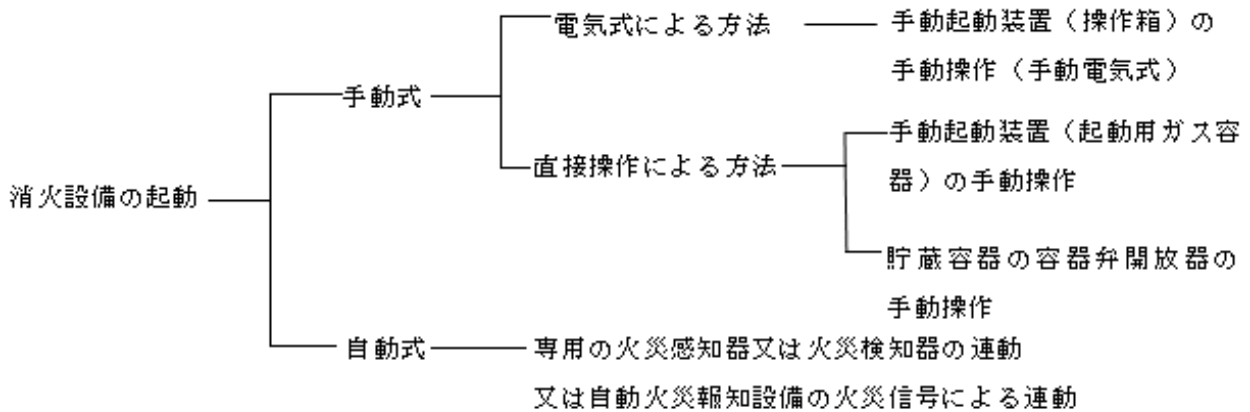 電気式による方法
手動起動装置（操作箱）の
手動操作（手動電気式）
手動式
手動起動装置（起動用ガス容
器）の手動操作
直接操作による方法
消火設備の起動
貯蔵容器の容器弁開放器の
手動操作
自動式
専用の火災感知器又は火災検知器の連動
又は自動火災報知設備の火災信号による連動